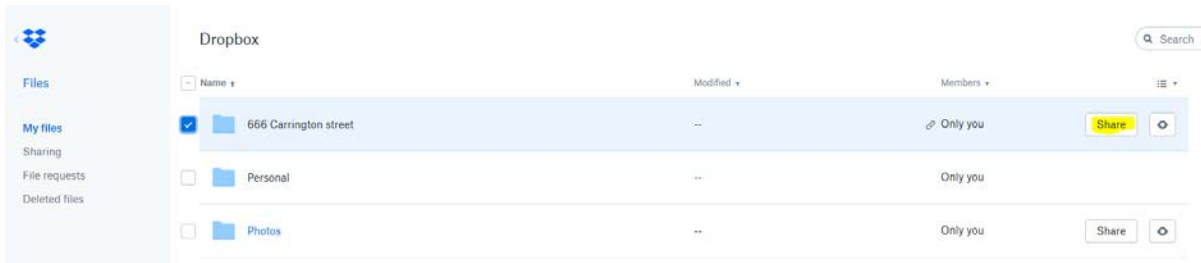 Dropbox
Search
Files
Name Modified Members
My files
666 Carrington street -- Only you Share
Sharing
File requests
Personal -- Only you
Deleted files
Photos -- Only you Share